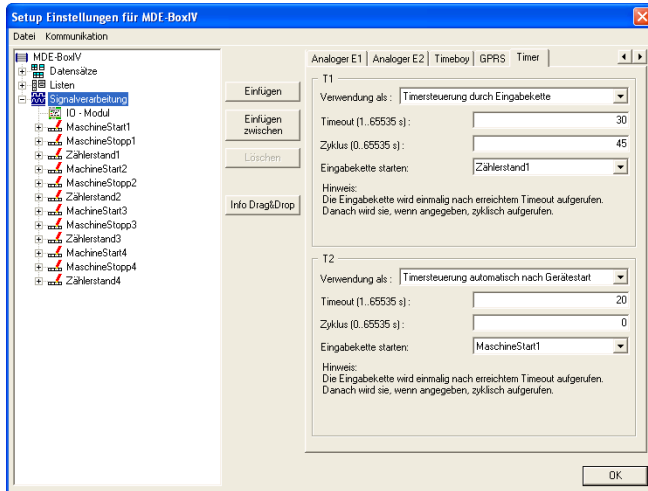 Setup Einstellungen für MDE-BoxIV
Datei Kommunikation
MDE-BoxIV
Datensätze
Listen
Signalverarbeitung
IO - Modul
MaschineStart1
MaschineStopp1
Zählerstand1
MachineStart2
MaschineStopp2
Zählerstand2
MachineStart3
MaschineStopp3
Zählerstand3
MachineStart4
MaschineStopp4
Zählerstand4
Einfügen
Einfügen
zwischen
Löschen
Info Drag&Drop
Analoger E1 Analoger E2 Timeboy GPRS Timer
T1
Verwendung als : Timersteuerung durch Eingabekette
Timeout (1..65535 s) : 30
Zyklus (0..65535 s) : 45
Eingabekette starten: Zählerstand1
Hinweis:
Die Eingabekette wird einmalig nach erreichtem Timeout aufgerufen.
Danach wird sie, wenn angegeben, zyklisch aufgerufen.
T2
Verwendung als : Timersteuerung automatisch nach Gerätestart
Timeout (1..65535 s) : 20
Zyklus (0..65535 s) : 0
Eingabekette starten: MaschineStart1
Hinweis:
Die Eingabekette wird einmalig nach erreichtem Timeout aufgerufen.
Danach wird sie, wenn angegeben, zyklisch aufgerufen.
OK